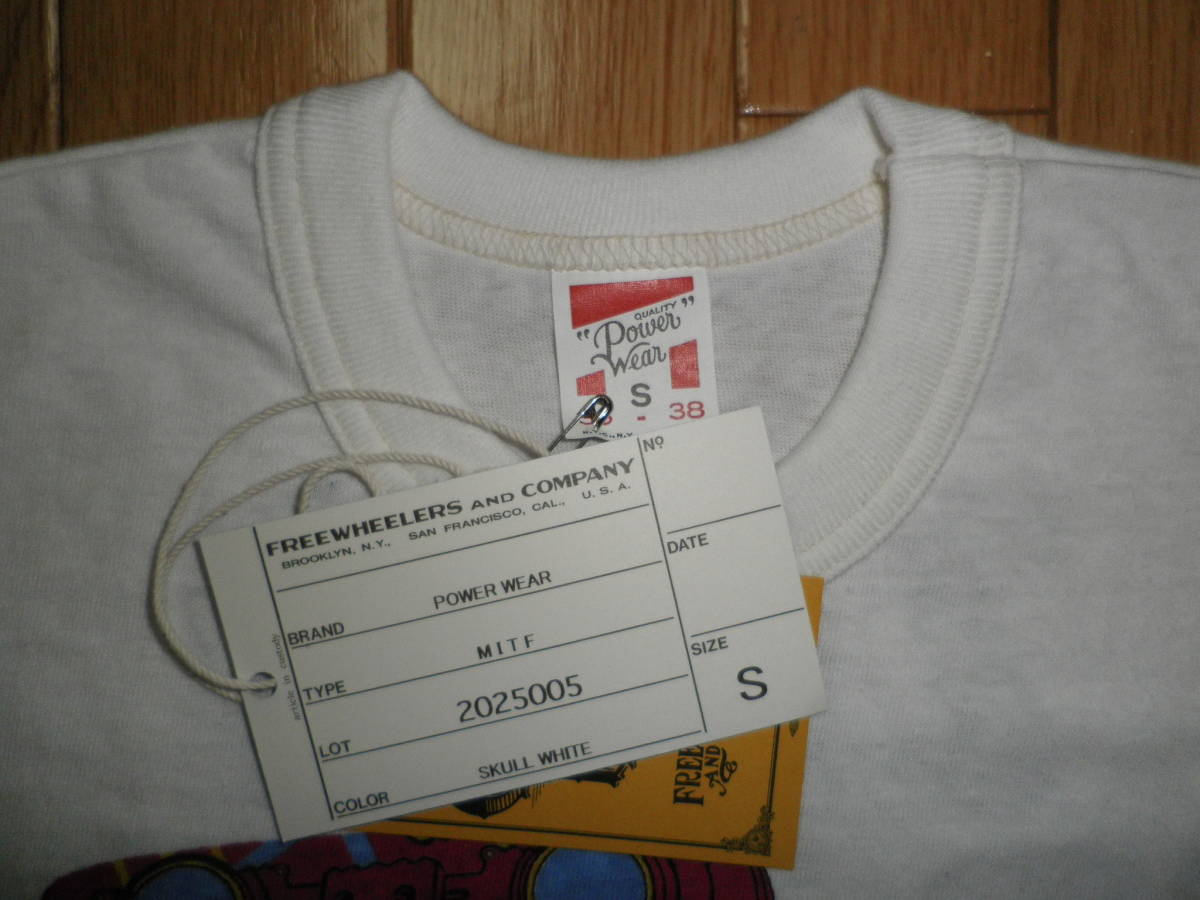 QUALITY
"Power
Wear"
S
- 38
FREEWHEELERS AND COMPANY
BROOKLYN, N.Y., SAN FRANCISCO, CAL., U. S. A.
BRAND POWER WEAR
TYPE MITF
LOT 2025005
COLOR SKULL WHITE
Nº
DATE
SIZE
S
article in custody
FREE
AND